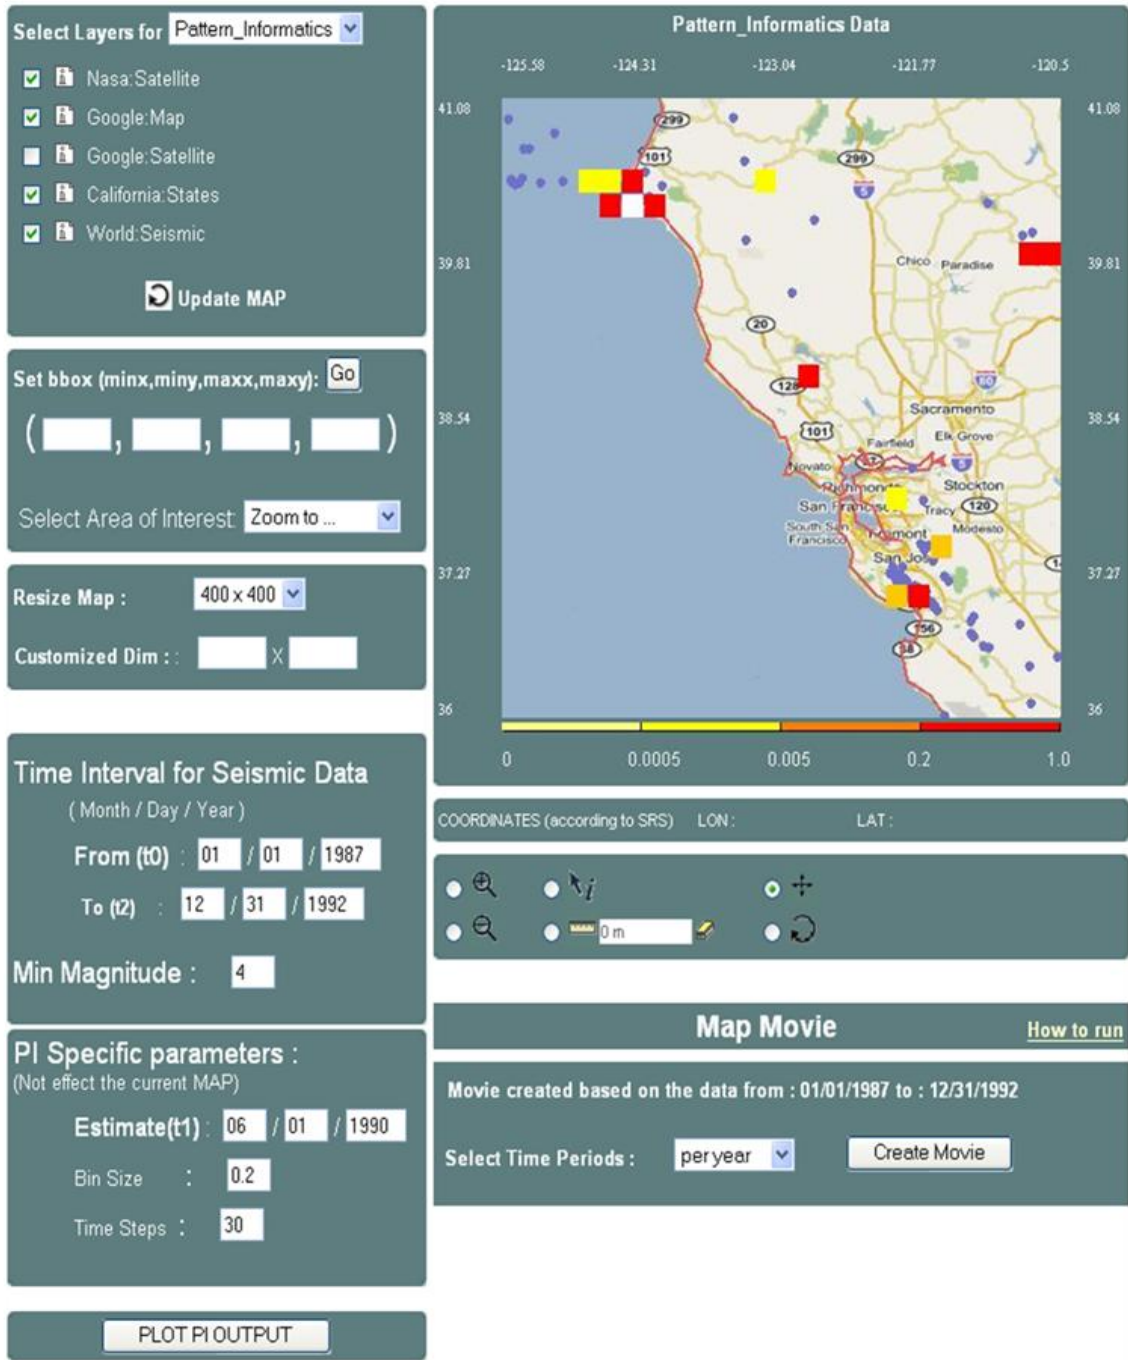 Select Layers for Pattern_Informatics
Nasa:Satellite
Google:Map
Google:Satellite
California:States
World:Seismic
Update MAP
Set bbox (minx,miny,maxx,maxy): Go
( , , , )
Select Area of Interest: Zoom to ...
Resize Map : 400 x 400
Customized Dim : : X
Time Interval for Seismic Data
( Month / Day / Year )
From (t0) : 01 / 01 / 1987
To (t2) : 12 / 31 / 1992
Min Magnitude : 4
PI Specific parameters :
(Not effect the current MAP)
Estimate(t1) : 06 / 01 / 1990
Bin Size : 0.2
Time Steps : 30
PLOT PI OUTPUT
Pattern_Informatics Data
-125.58 -124.31 -123.04 -121.77 -120.5
41.08 41.08
299
101
299
5
39.81 39.81
Chico Paradise
20
128
80
38.54 38.54
Sacramento
101
Fairfield Elk Grove
5
Novato
Richmond Stockton
San Francisco Tracy 120
South San Francisco
Fremont Modesto
San Jose
37.27 37.27
156
36 36
0 0.0005 0.005 0.2 1.0
COORDINATES (according to SRS) LON : LAT :
i
0 m
Map Movie
How to run
Movie created based on the data from : 01/01/1987 to : 12/31/1992
Select Time Periods : per year Create Movie